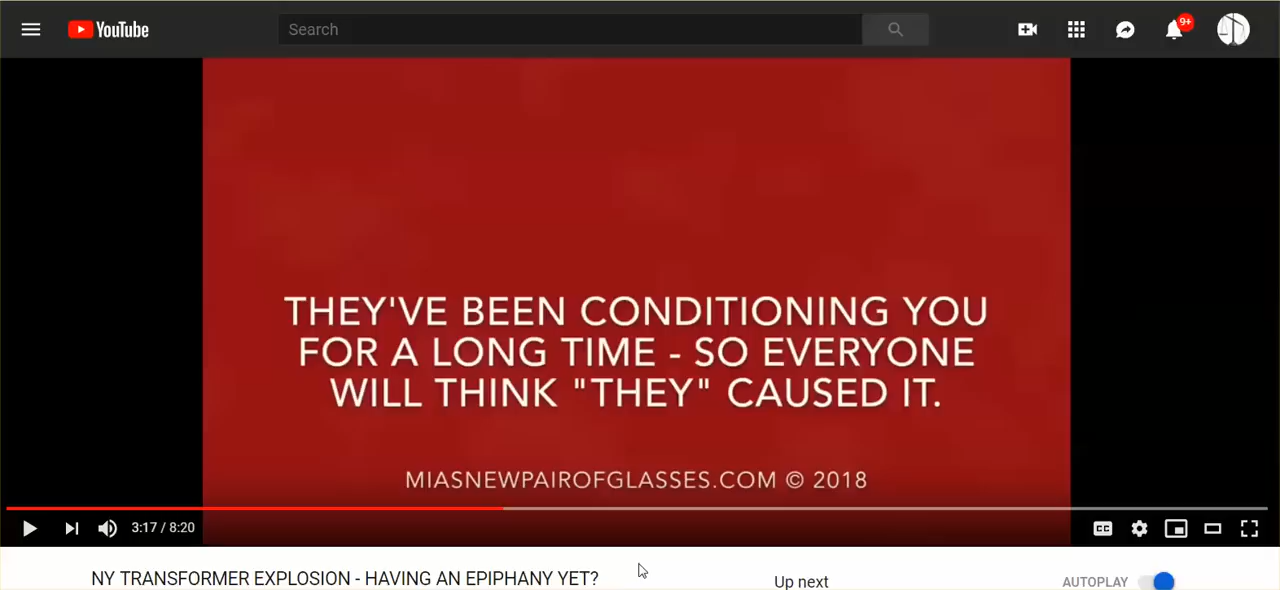 YouTube
Search
9+
THEY'VE BEEN CONDITIONING YOU
FOR A LONG TIME - SO EVERYONE
WILL THINK "THEY" CAUSED IT.
MIASNEWPAIROFGLASSES.COM © 2018
3:17 / 8:20
CC
NY TRANSFORMER EXPLOSION - HAVING AN EPIPHANY YET?
Up next
AUTOPLAY